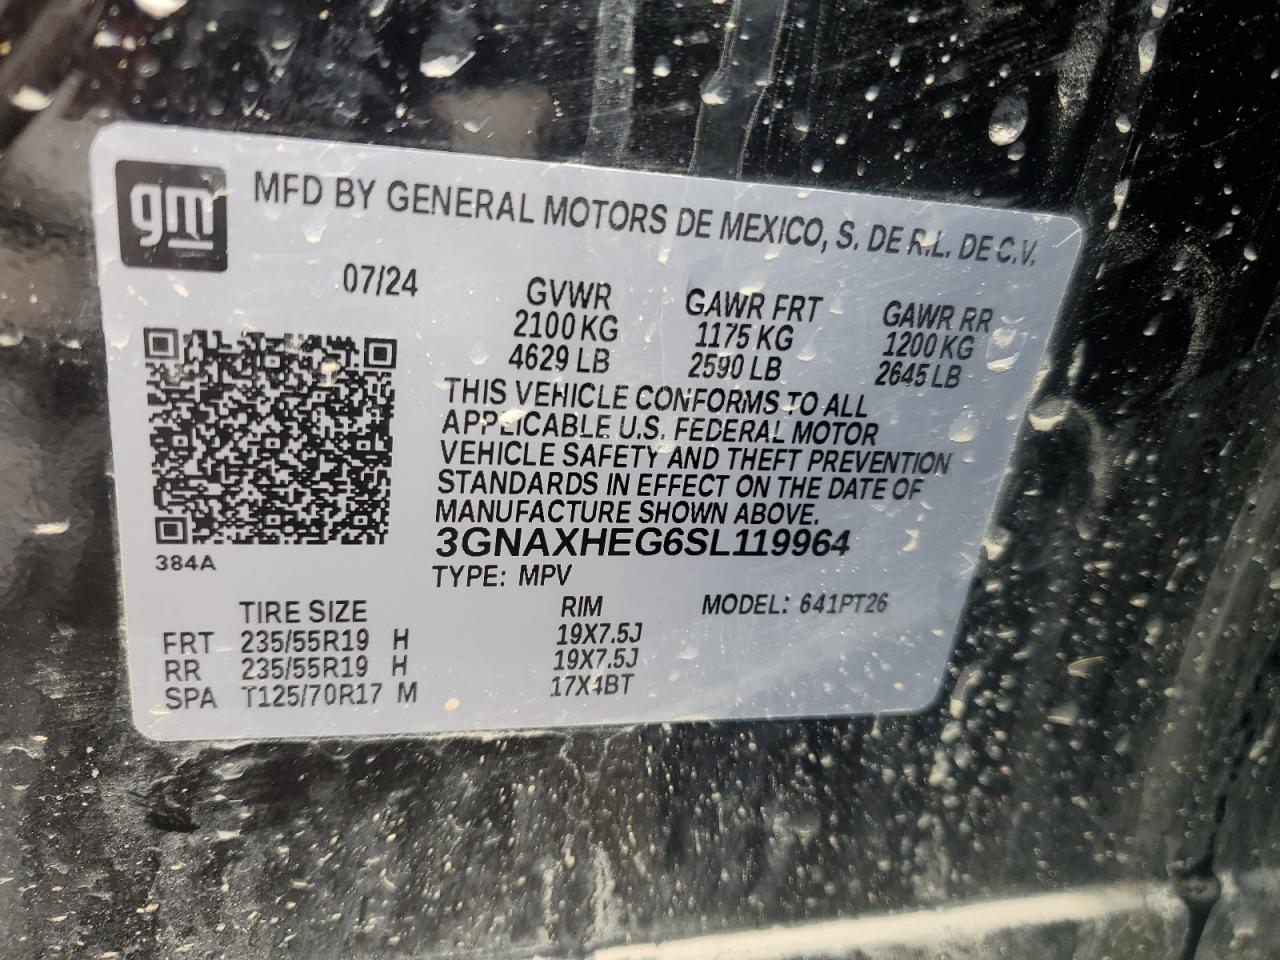 gm
MFD BY GENERAL MOTORS DE MEXICO, S. DE R.L. DE C.V.
07/24
GVWR GAWR FRT GAWR RR
2100 KG 1175 KG 1200 KG
4629 LB 2590 LB 2645 LB
THIS VEHICLE CONFORMS TO ALL
APPLICABLE U.S. FEDERAL MOTOR
VEHICLE SAFETY AND THEFT PREVENTION
STANDARDS IN EFFECT ON THE DATE OF
MANUFACTURE SHOWN ABOVE.
3GNAXHEG6SL119964
384A
TYPE: MPV
TIRE SIZE RIM MODEL: 641PT26
FRT 235/55R19 H 19X7.5J
RR 235/55R19 H 19X7.5J
SPA T125/70R17 M 17X4BT